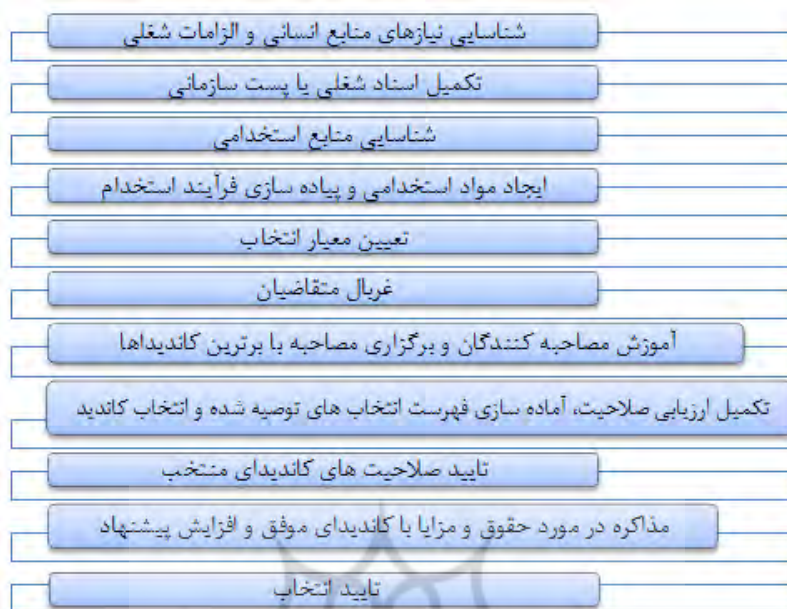 شناسایی نیازهای منابع انسانی و الزامات شغلی
تکمیل اسناد شغلی یا پست سازمانی
شناسایی منابع استخدامی
ایجاد مواد استخدامی و پیاده سازی فرآیند استخدام
تعیین معیار انتخاب
غربال متقاضیان
آموزش مصاحبه کنندگان و برگزاری مصاحبه با برترین کاندیداها
تکمیل ارزیابی صلاحیت، آماده سازی فهرست انتخاب های توصیه شده و انتخاب کاندید
تایید صلاحیت های کاندیدای منتخب
مذاکره در مورد حقوق و مزایا با کاندیدای موفق و افزایش پیشنهاد
تایید انتخاب